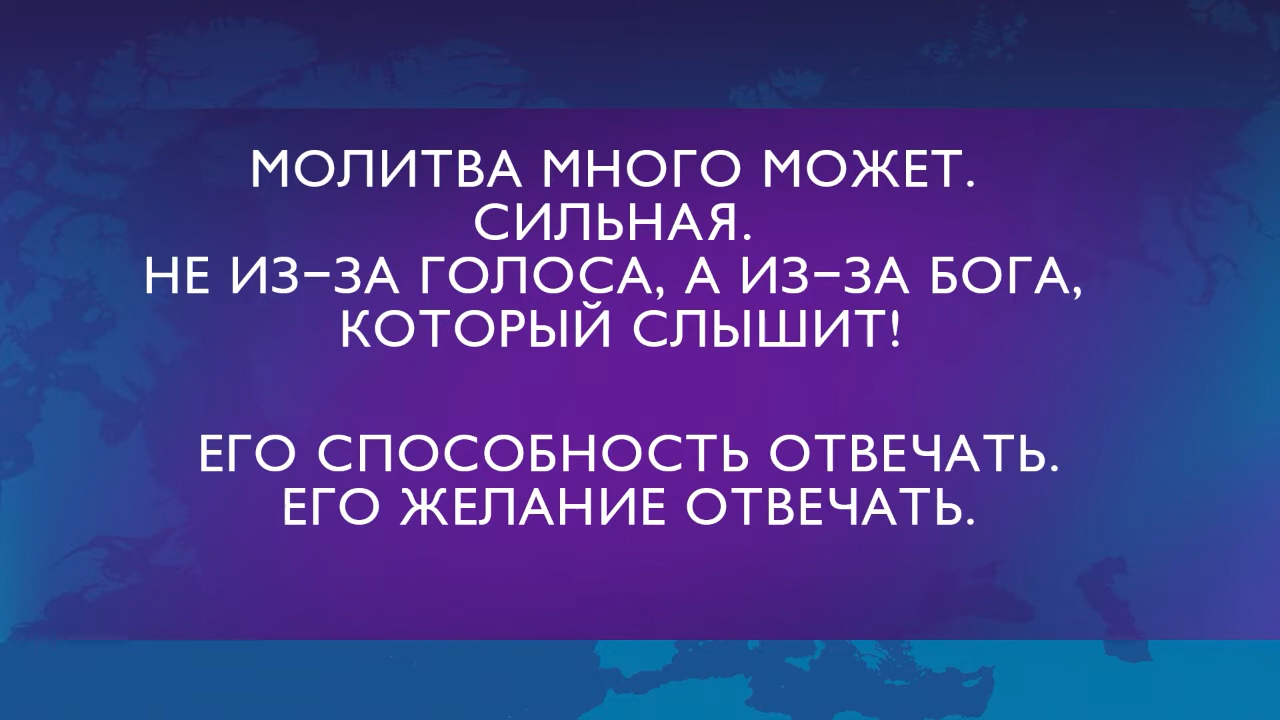 МОЛИТВА МНОГО МОЖЕТ.
СИЛЬНАЯ.
НЕ ИЗ-ЗА ГОЛОСА, А ИЗ-ЗА БОГА,
КОТОРЫЙ СЛЫШИТ!
ЕГО СПОСОБНОСТЬ ОТВЕЧАТЬ.
ЕГО ЖЕЛАНИЕ ОТВЕЧАТЬ.